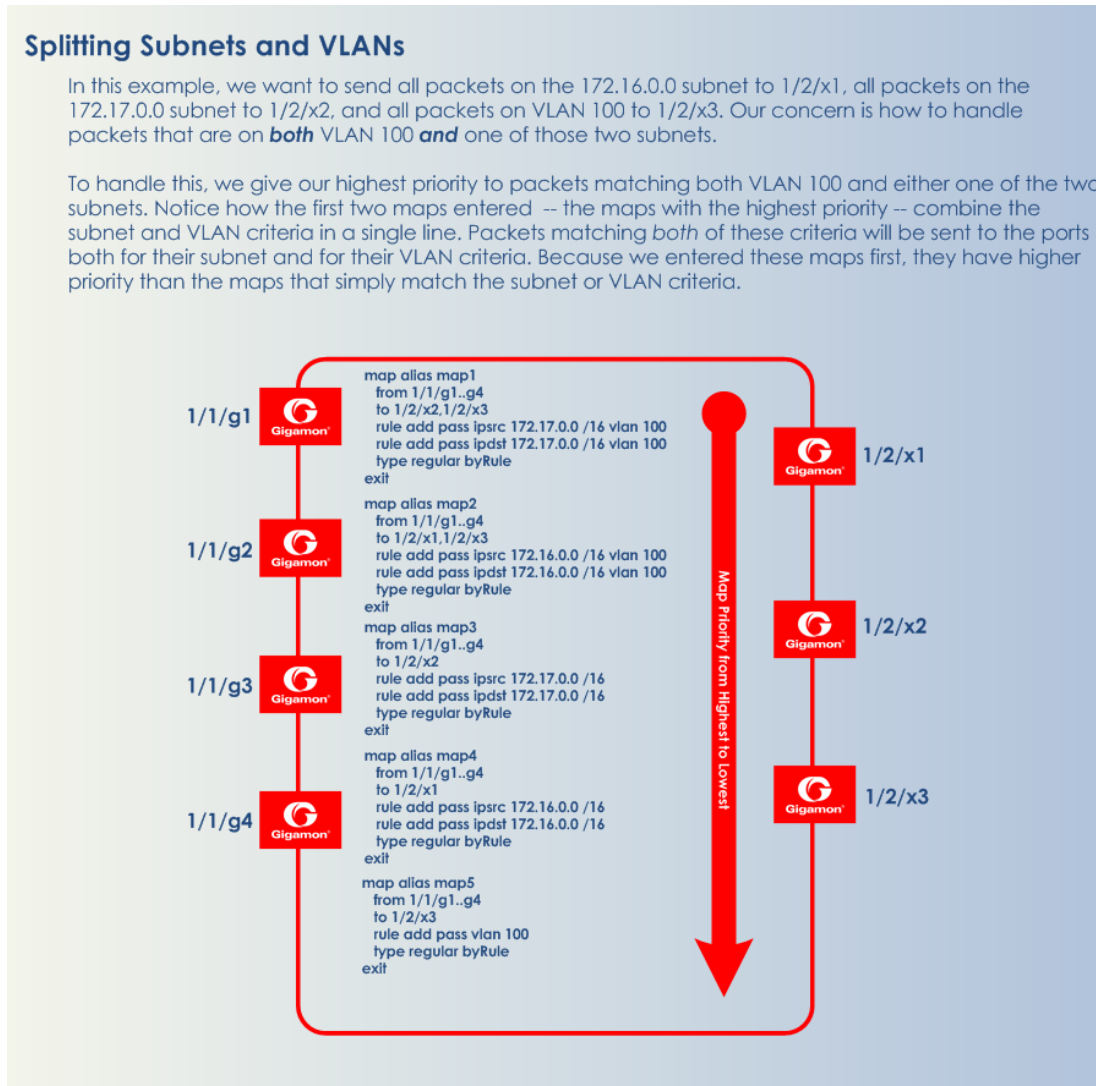 Splitting Subnets and VLANs
In this example, we want to send all packets on the 172.16.0.0 subnet to 1/2/x1, all packets on the
172.17.0.0 subnet to 1/2/x2, and all packets on VLAN 100 to 1/2/x3. Our concern is how to handle
packets that are on both VLAN 100 and one of those two subnets.
To handle this, we give our highest priority to packets matching both VLAN 100 and either one of the two
subnets. Notice how the first two maps entered -- the maps with the highest priority -- combine the
subnet and VLAN criteria in a single line. Packets matching both of these criteria will be sent to the ports
both for their subnet and for their VLAN criteria. Because we entered these maps first, they have higher
priority than the maps that simply match the subnet or VLAN criteria.
1/1/g1
Gigamon®
1/1/g2
Gigamon®
1/1/g3
Gigamon®
1/1/g4
Gigamon®
map alias map1
from 1/1/g1..g4
to 1/2/x2,1/2/x3
rule add pass ipsrc 172.17.0.0 /16 vlan 100
rule add pass ipdst 172.17.0.0 /16 vlan 100
type regular byRule
exit
map alias map2
from 1/1/g1..g4
to 1/2/x1,1/2/x3
rule add pass ipsrc 172.16.0.0 /16 vlan 100
rule add pass ipdst 172.16.0.0 /16 vlan 100
type regular byRule
exit
map alias map3
from 1/1/g1..g4
to 1/2/x2
rule add pass ipsrc 172.17.0.0 /16
rule add pass ipdst 172.17.0.0 /16
type regular byRule
exit
map alias map4
from 1/1/g1..g4
to 1/2/x1
rule add pass ipsrc 172.16.0.0 /16
rule add pass ipdst 172.16.0.0 /16
type regular byRule
exit
map alias map5
from 1/1/g1..g4
to 1/2/x3
rule add pass vlan 100
type regular byRule
exit
Map Priority from Highest to Lowest
Gigamon®
1/2/x1
Gigamon®
1/2/x2
Gigamon®
1/2/x3